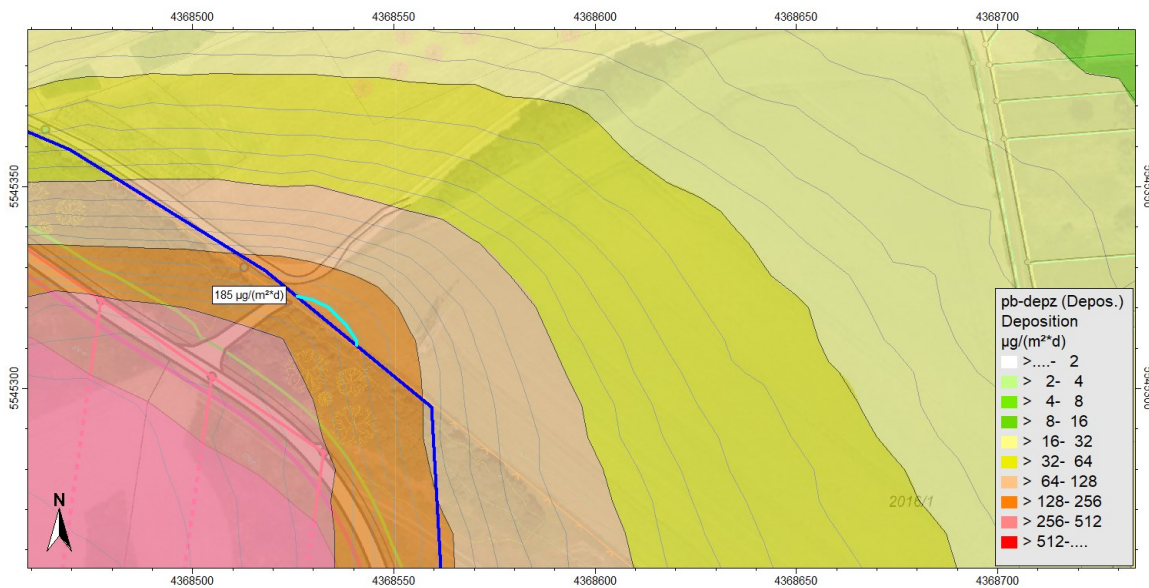 4368500 4368550 4368600 4368650 4368700
5545350 5545350
185 µg/(m²*d)
5545300 5545300
pb-depz (Depos.)
Deposition
µg/(m²*d)
>....- 2
> 2- 4
> 4- 8
> 8- 16
> 16- 32
> 32- 64
> 64- 128
> 128- 256
> 256- 512
> 512-....
2016/1
N
4368500 4368550 4368600 4368650 4368700